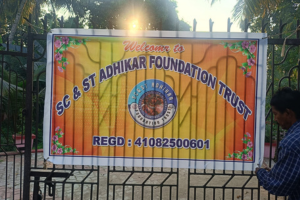 Welcome to
SC & ST ADHIKAR FOUNDATION TRUST
REGD : 41082500601